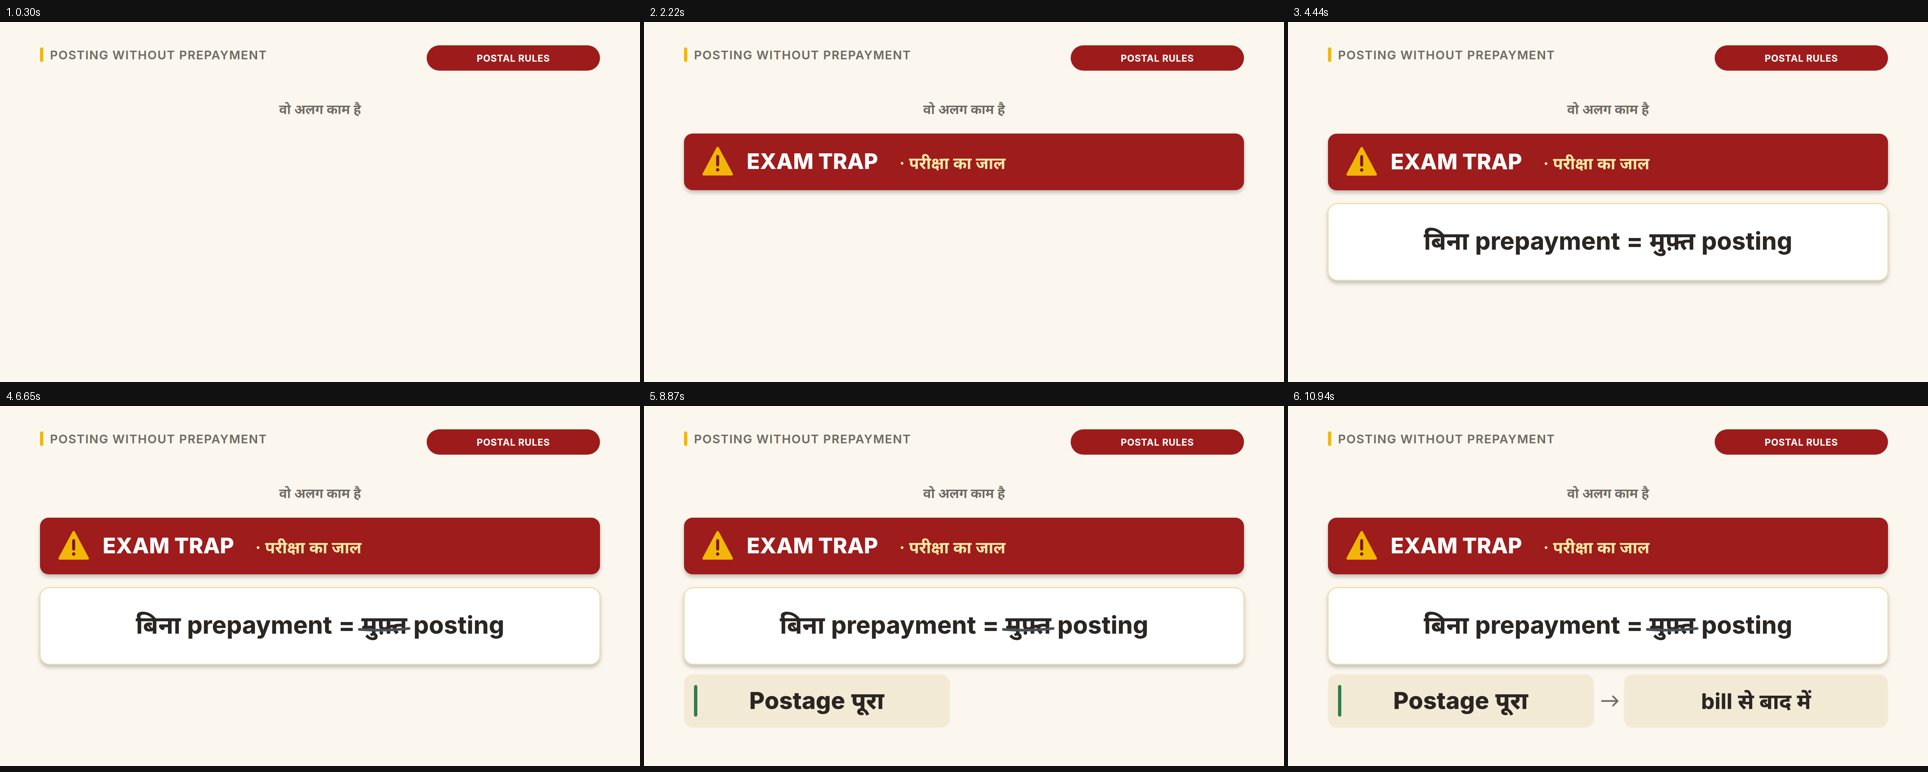 1. 0.30s
POSTING WITHOUT PREPAYMENT
POSTAL RULES
वो अलग काम है
2. 2.22s
POSTING WITHOUT PREPAYMENT
POSTAL RULES
वो अलग काम है
EXAM TRAP · परीक्षा का जाल
3. 4.44s
POSTING WITHOUT PREPAYMENT
POSTAL RULES
वो अलग काम है
EXAM TRAP · परीक्षा का जाल
बिना prepayment = मुफ़्त posting
4. 6.65s
POSTING WITHOUT PREPAYMENT
POSTAL RULES
वो अलग काम है
EXAM TRAP · परीक्षा का जाल
बिना prepayment = मुफ़्त posting
5. 8.87s
POSTING WITHOUT PREPAYMENT
POSTAL RULES
वो अलग काम है
EXAM TRAP · परीक्षा का जाल
बिना prepayment = मुफ़्त posting
Postage पूरा
6. 10.94s
POSTING WITHOUT PREPAYMENT
POSTAL RULES
वो अलग काम है
EXAM TRAP · परीक्षा का जाल
बिना prepayment = मुफ़्त posting
Postage पूरा → bill से बाद में